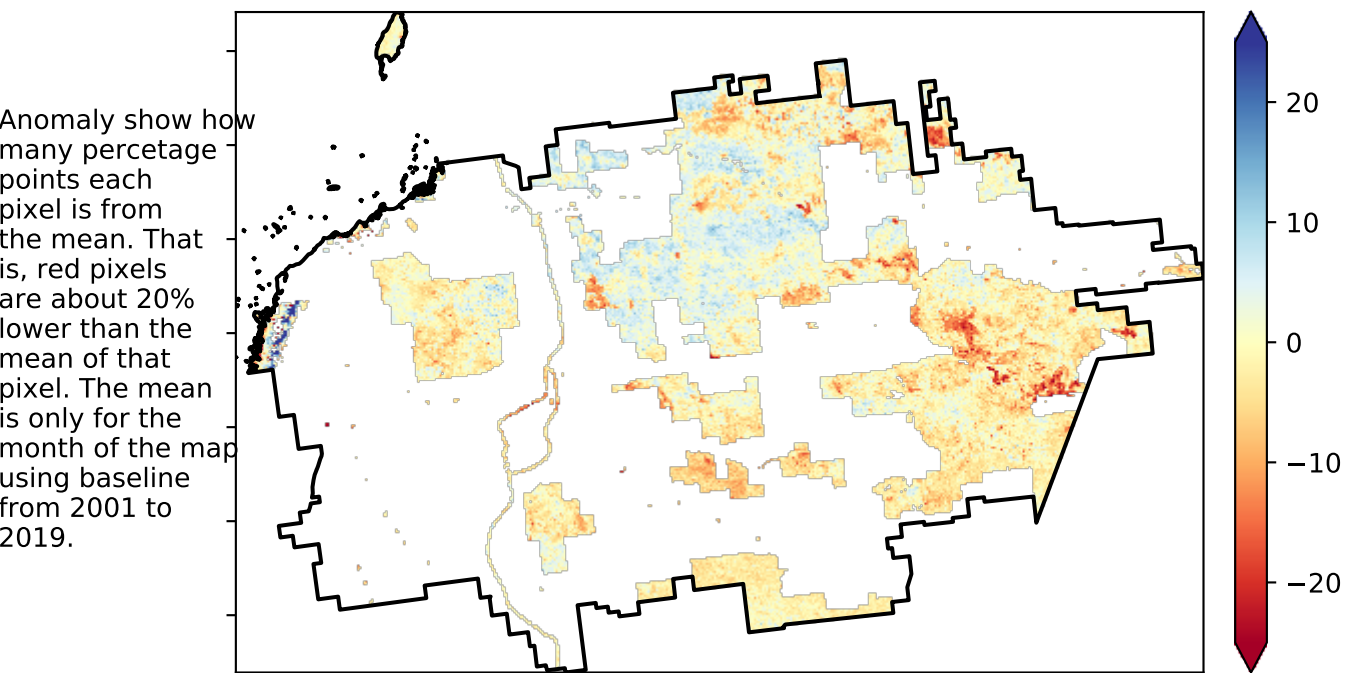 Anomaly show how
many percetage
points each
pixel is from
the mean. That
is, red pixels
are about 20%
lower than the
mean of that
pixel. The mean
is only for the
month of the map
using baseline
from 2001 to
2019.
20
10
0
−10
−20